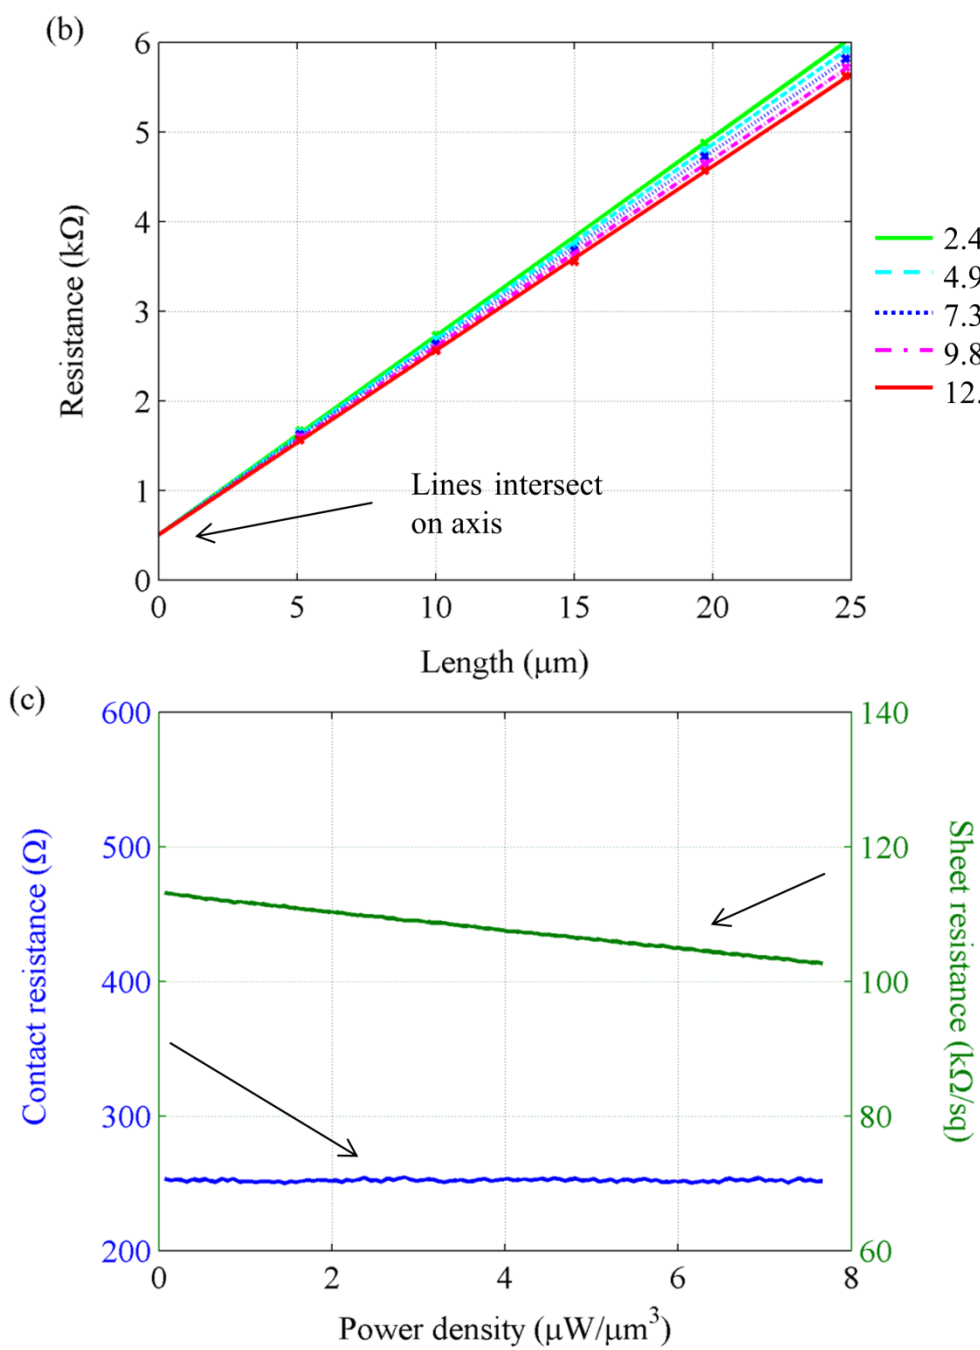 (b)
6
5
4
3
2
1
0
Resistance (kΩ)
2.4
4.9
7.3
9.8
12.
Lines intersect
on axis
0 5 10 15 20 25
Length (μm)
(c)
600 140
500 120
400 100
300 80
200 60
Contact resistance (Ω)
Sheet resistance (kΩ/sq)
0 2 4 6 8
Power density (μW/μm³)